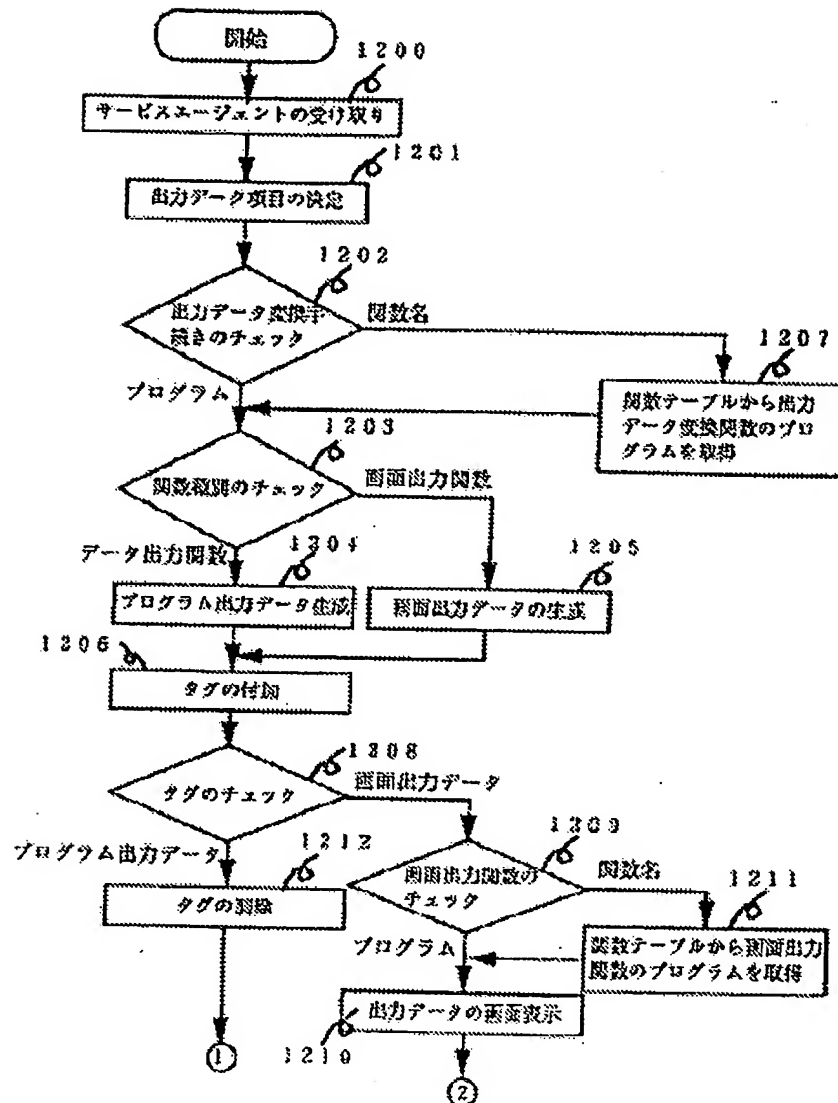 開始
1200
サービスエージェントの受け取り
1201
出力データ項目の決定
1202
出力データ変換手
続きのチェック
関数名
1207
プログラム
関数テーブルから出力
データ変換関数のプロ
グラムを取得
1203
関数種別のチェック
画面出力関数
データ出力関数
1204
1205
プログラム出力データ生成
画面出力データの生成
1206
タグの付加
1208
タグのチェック
画面出力データ
1209
プログラム出力データ
1212
画面出力関数の
チェック
関数名
1211
タグの削除
プログラム
関数テーブルから画面出力
関数のプログラムを取得
出力データの画面表示
1210
1
2